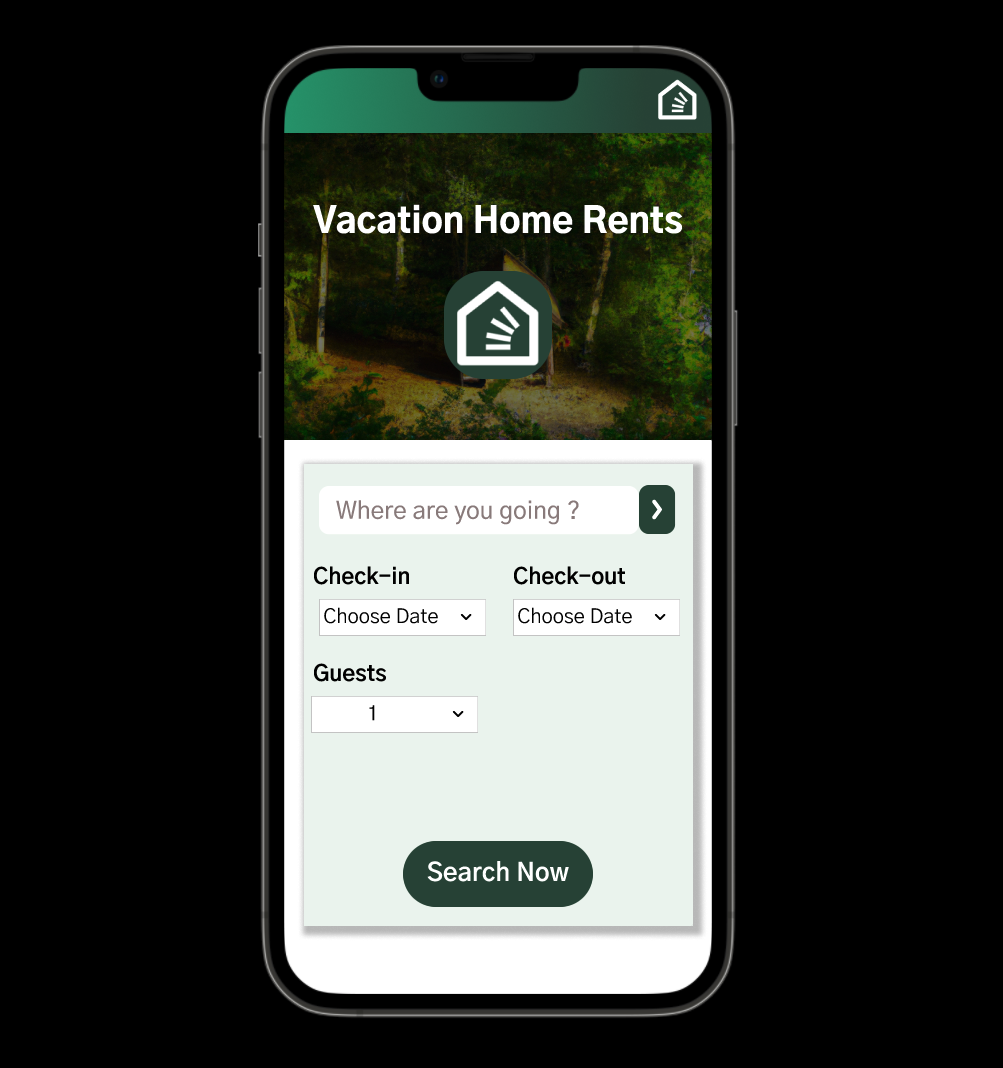 Vacation Home Rents
Where are you going ?
Check-in Check-out
Choose Date Choose Date
Guests
1
Search Now